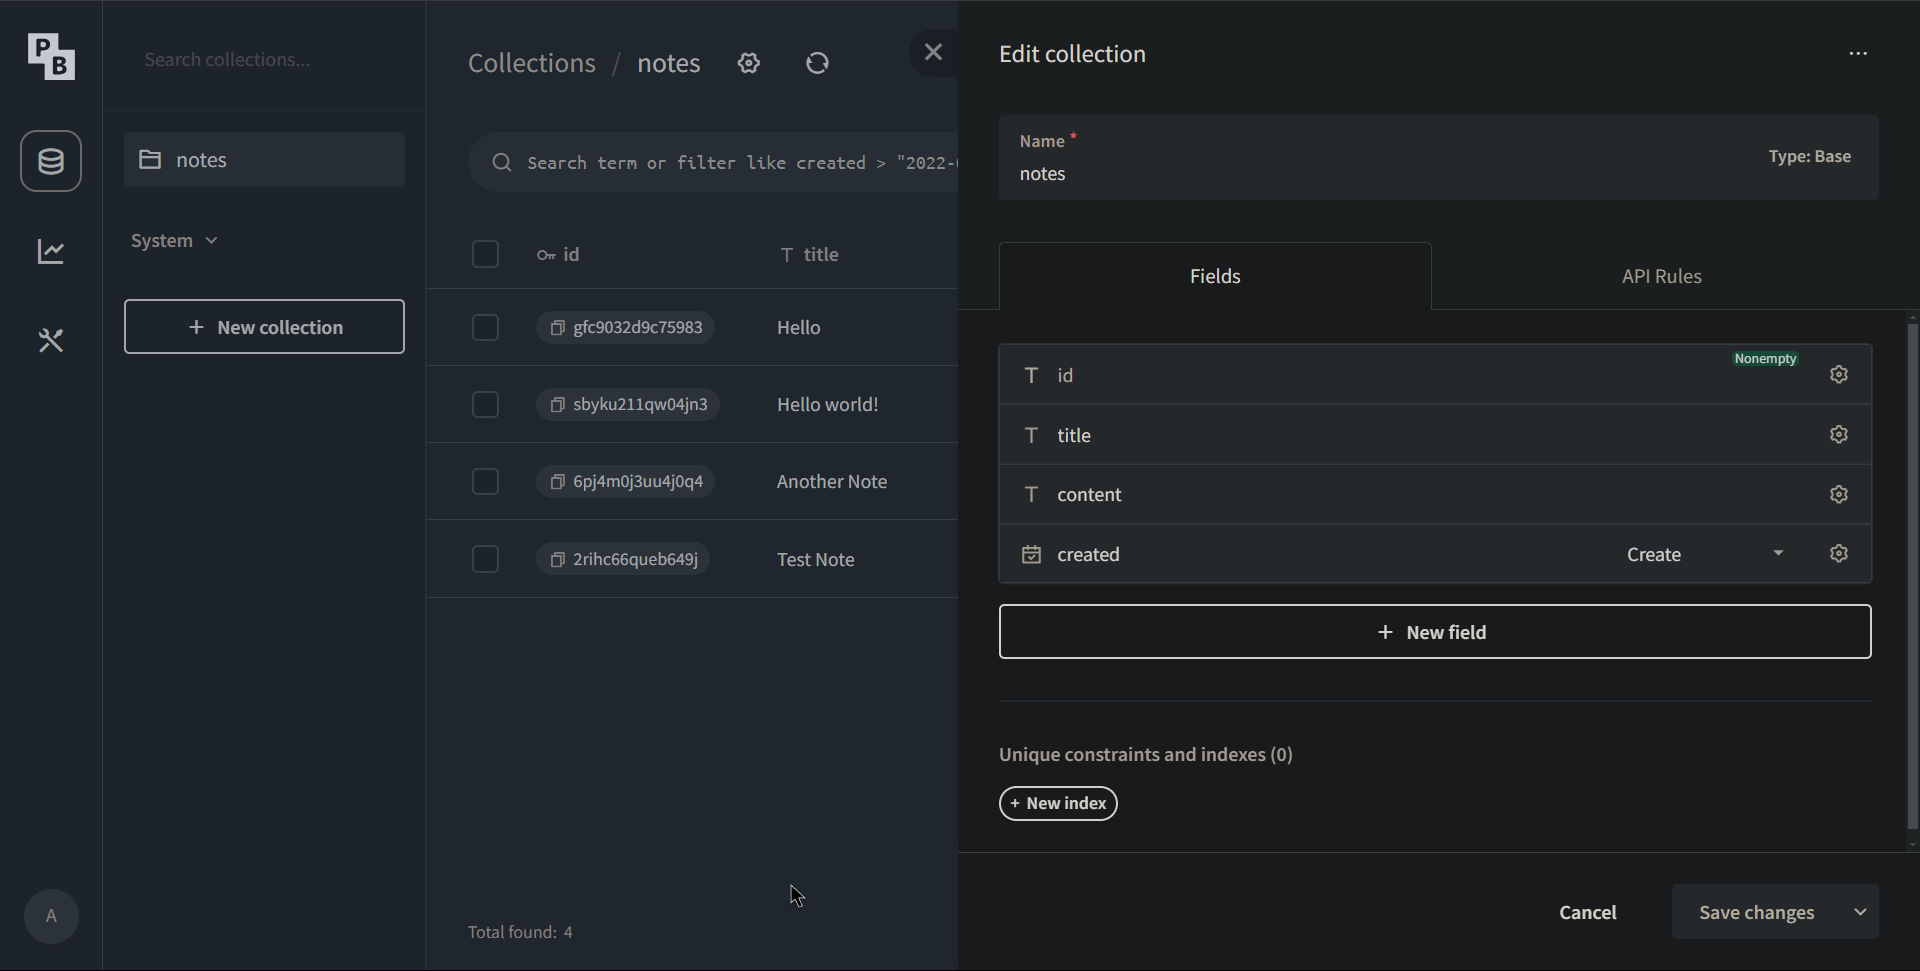 P
B
Search collections...
notes
System
+ New collection
A
Collections / notes
Search term or filter like created > "2022-
id
title
gfc9032d9c75983
Hello
sbyku211qw04jn3
Hello world!
6pj4m0j3uu4j0q4
Another Note
2rihc66queb649j
Test Note
Total found: 4
Edit collection
Name *
notes
Type: Base
Fields
API Rules
id
Nonempty
title
content
created
Create
+ New field
Unique constraints and indexes (0)
+ New index
Cancel
Save changes